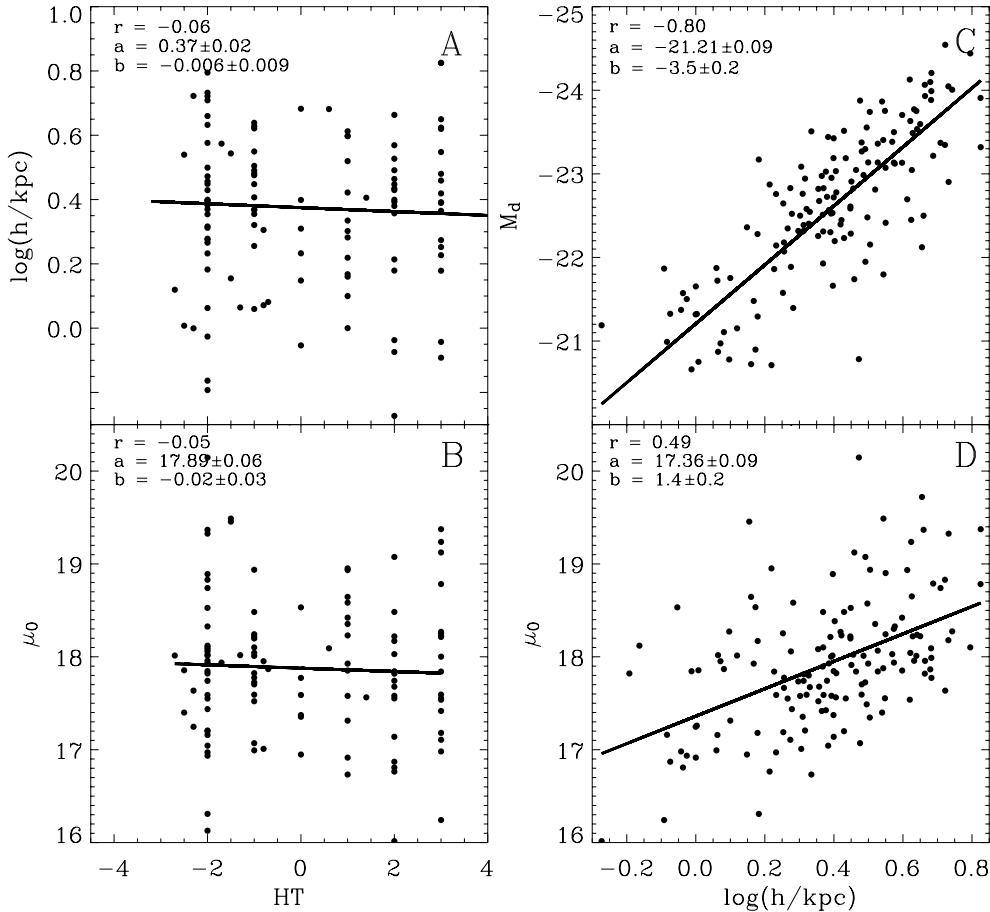 1.0
r = -0.06
a = 0.37±0.02
b = -0.006±0.009
A
0.8
0.6
0.4
0.2
0.0
log(h/kpc)
-25
r = -0.80
a = -21.21±0.09
b = -3.5±0.2
C
-24
-23
-22
-21
M_d
r = -0.05
a = 17.89±0.06
b = -0.02±0.03
B
20
19
18
17
16
μ_0
-4
-2
0
2
4
HT
r = 0.49
a = 17.36±0.09
b = 1.4±0.2
D
20
19
18
17
16
μ_0
-0.2
0.0
0.2
0.4
0.6
0.8
log(h/kpc)